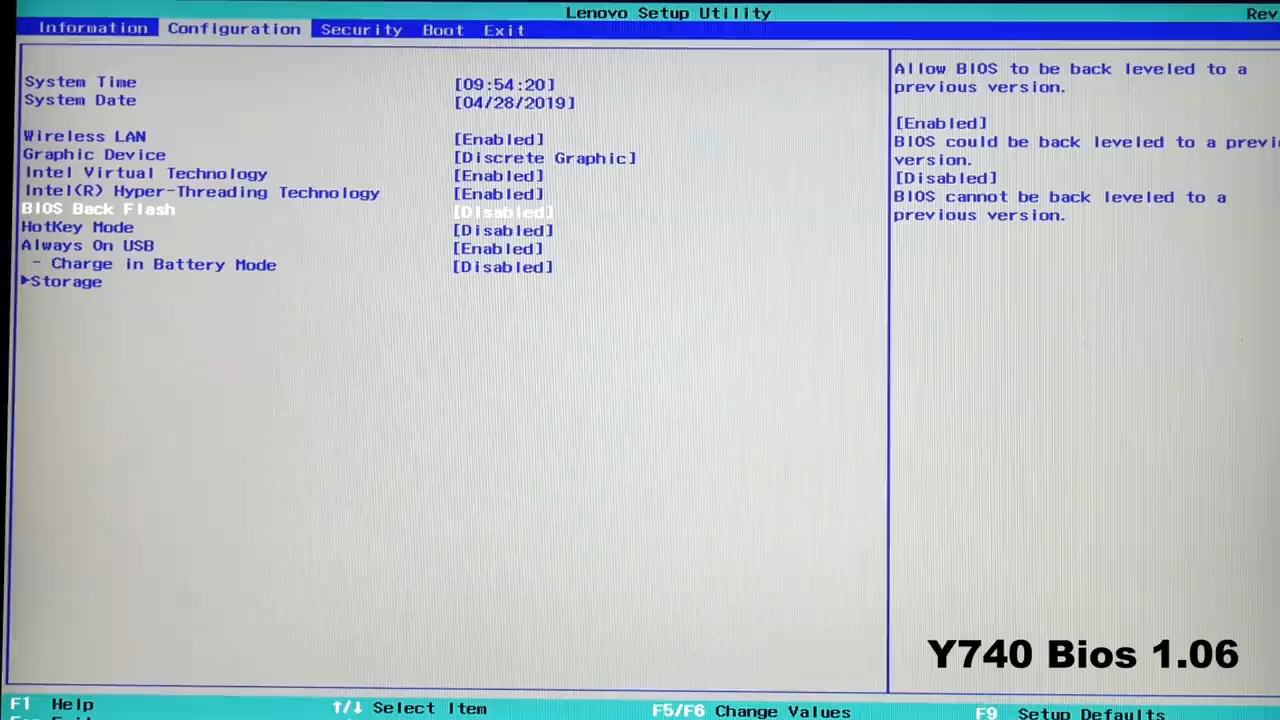 Lenovo Setup Utility
Rev
Information Configuration Security Boot Exit
System Time [09:54:20]
System Date [04/28/2019]
Wireless LAN [Enabled]
Graphic Device [Discrete Graphic]
Intel Virtual Technology [Enabled]
Intel(R) Hyper-Threading Technology [Enabled]
BIOS Back Flash [Disabled]
HotKey Mode [Disabled]
Always On USB [Enabled]
- Charge in Battery Mode [Disabled]
▶Storage
Allow BIOS to be back leveled to a
previous version.
[Enabled]
BIOS could be back leveled to a previ
version.
[Disabled]
BIOS cannot be back leveled to a
previous version.
Y740 Bios 1.06
F1 Help ↑/↓ Select Item F5/F6 Change Values F9 Setup Defaults